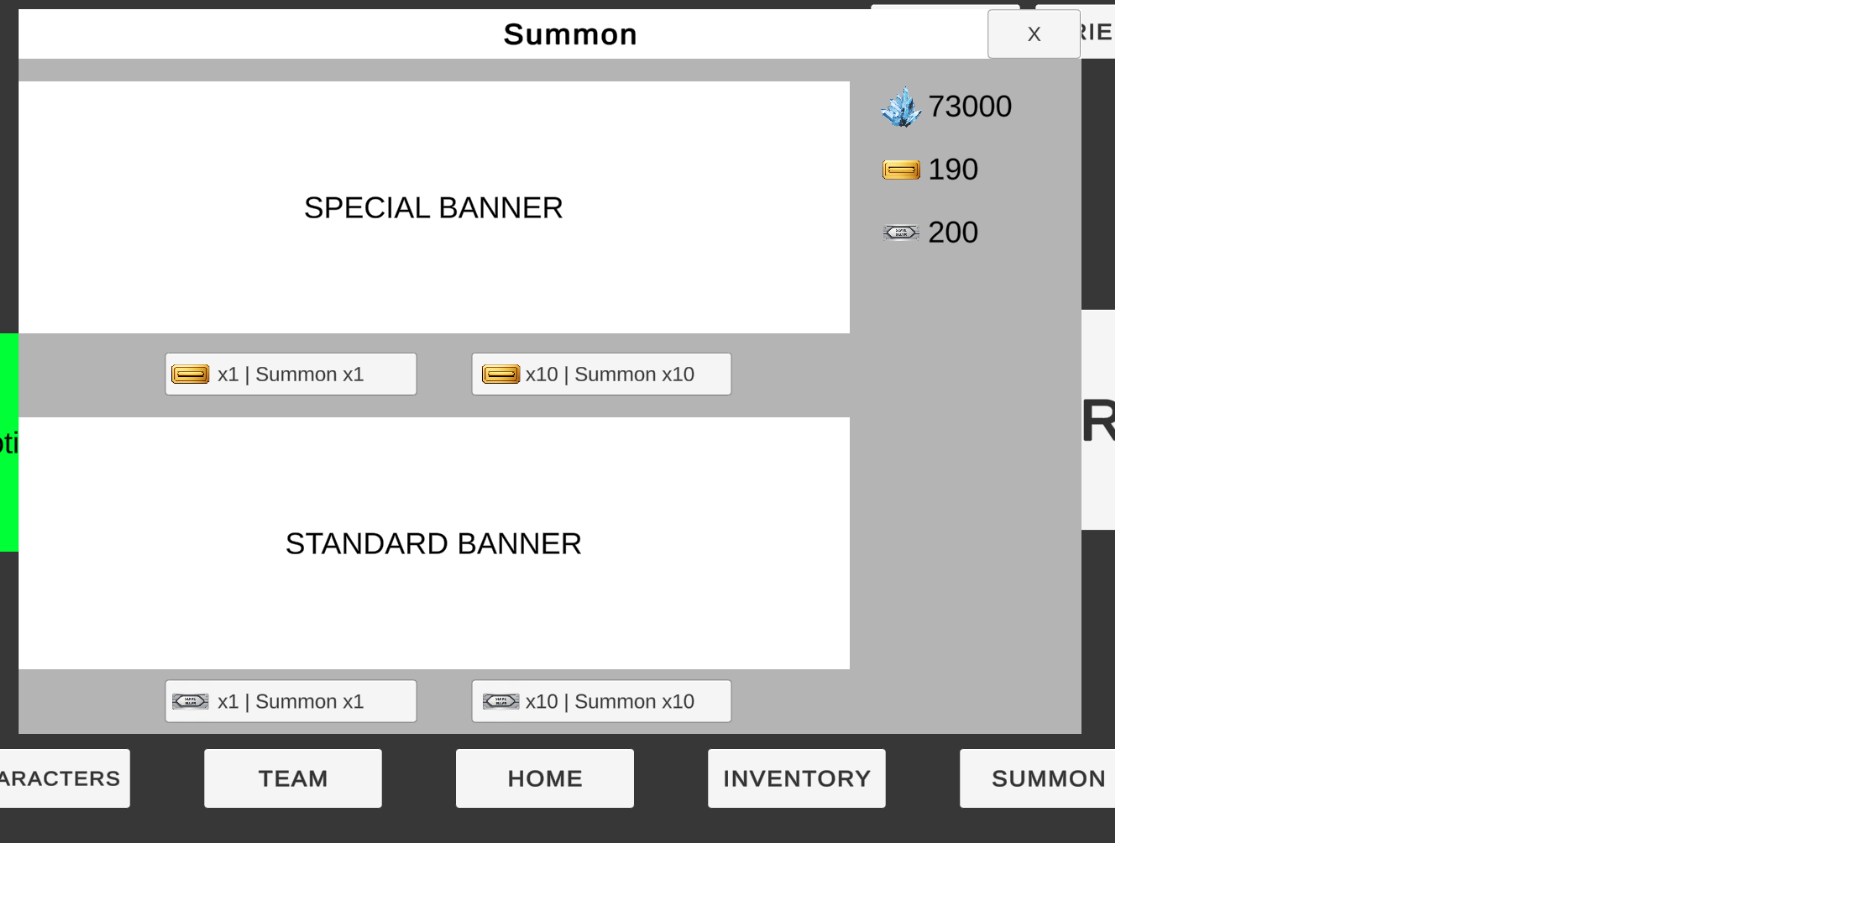 Summon
X
RIE
73000
190
200
SPECIAL BANNER
x1 | Summon x1
x10 | Summon x10
R
oti
STANDARD BANNER
x1 | Summon x1
x10 | Summon x10
ARACTERS
TEAM
HOME
INVENTORY
SUMMON